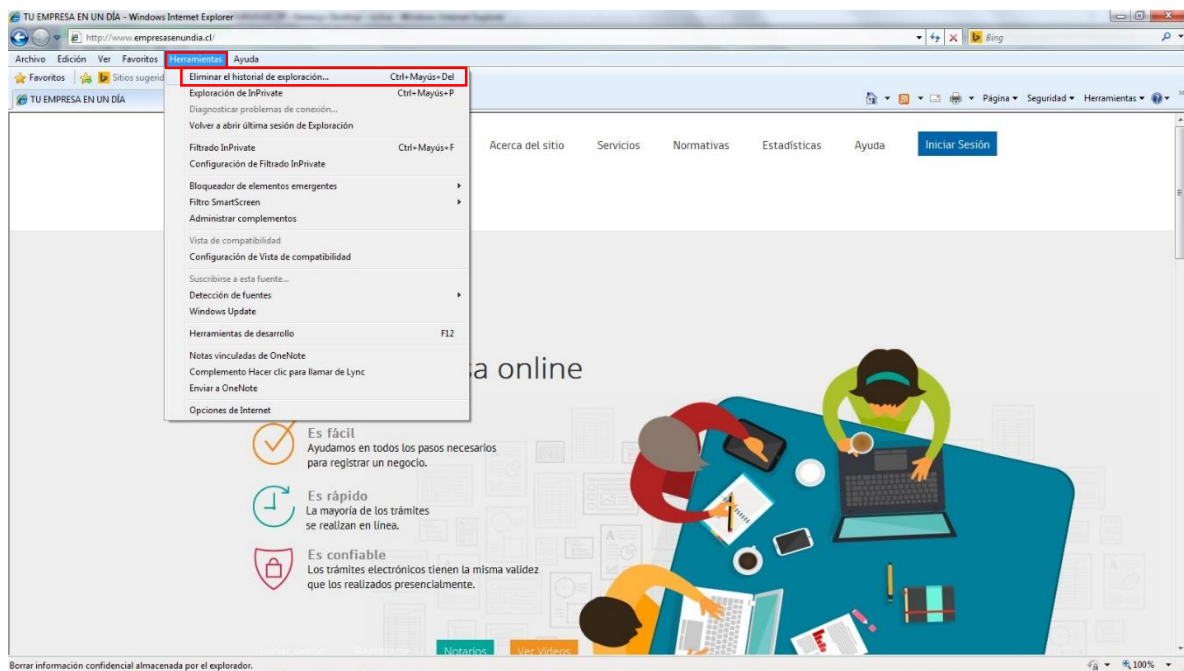 TU EMPRESA EN UN DÍA - Windows Internet Explorer
http://www.empresasenundia.cl/
Bing
Archivo Edición Ver Favoritos Herramientas Ayuda
Favoritos Sitios sugerid
TU EMPRESA EN UN DÍA
Página Seguridad Herramientas
Eliminar el historial de exploración... Ctrl+Mayús+Del
Exploración de InPrivate Ctrl+Mayús+P
Diagnosticar problemas de conexión...
Volver a abrir última sesión de Exploración
Filtrado InPrivate Ctrl+Mayús+F
Configuración de Filtrado InPrivate
Bloqueador de elementos emergentes
Filtro SmartScreen
Administrar complementos
Vista de compatibilidad
Configuración de Vista de compatibilidad
Suscribirse a esta fuente...
Detección de fuentes
Windows Update
Herramientas de desarrollo F12
Notas vinculadas de OneNote
Complemento Hacer clic para llamar de Lync
Enviar a OneNote
Opciones de Internet
Acerca del sitio Servicios Normativas Estadísticas Ayuda Iniciar Sesión
sa online
Es fácil
Ayudamos en todos los pasos necesarios
para registrar un negocio.
Es rápido
La mayoría de los trámites
se realizan en línea.
Es confiable
Los trámites electrónicos tienen la misma validez
que los realizados presencialmente.
Notarios Ver Videos
Borrar información confidencial almacenada por el explorador.
100%